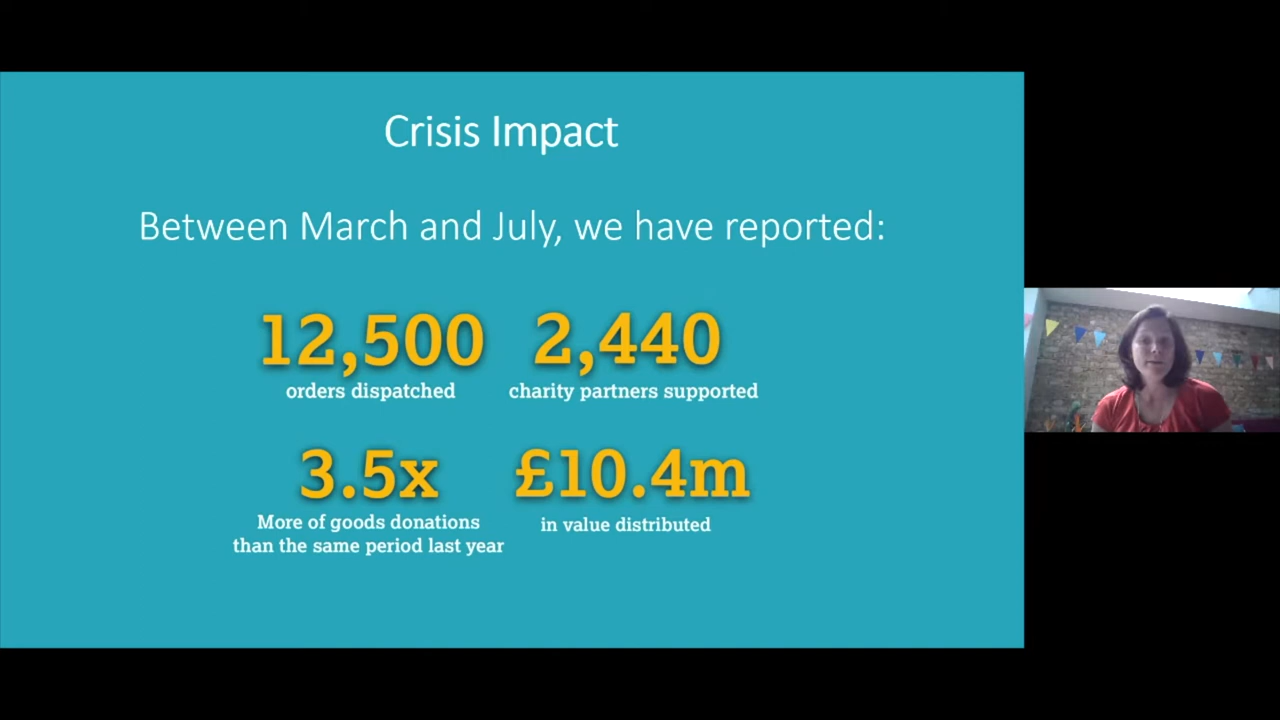 Crisis Impact
Between March and July, we have reported:
12,500
orders dispatched
2,440
charity partners supported
3.5x
More of goods donations
than the same period last year
£10.4m
in value distributed